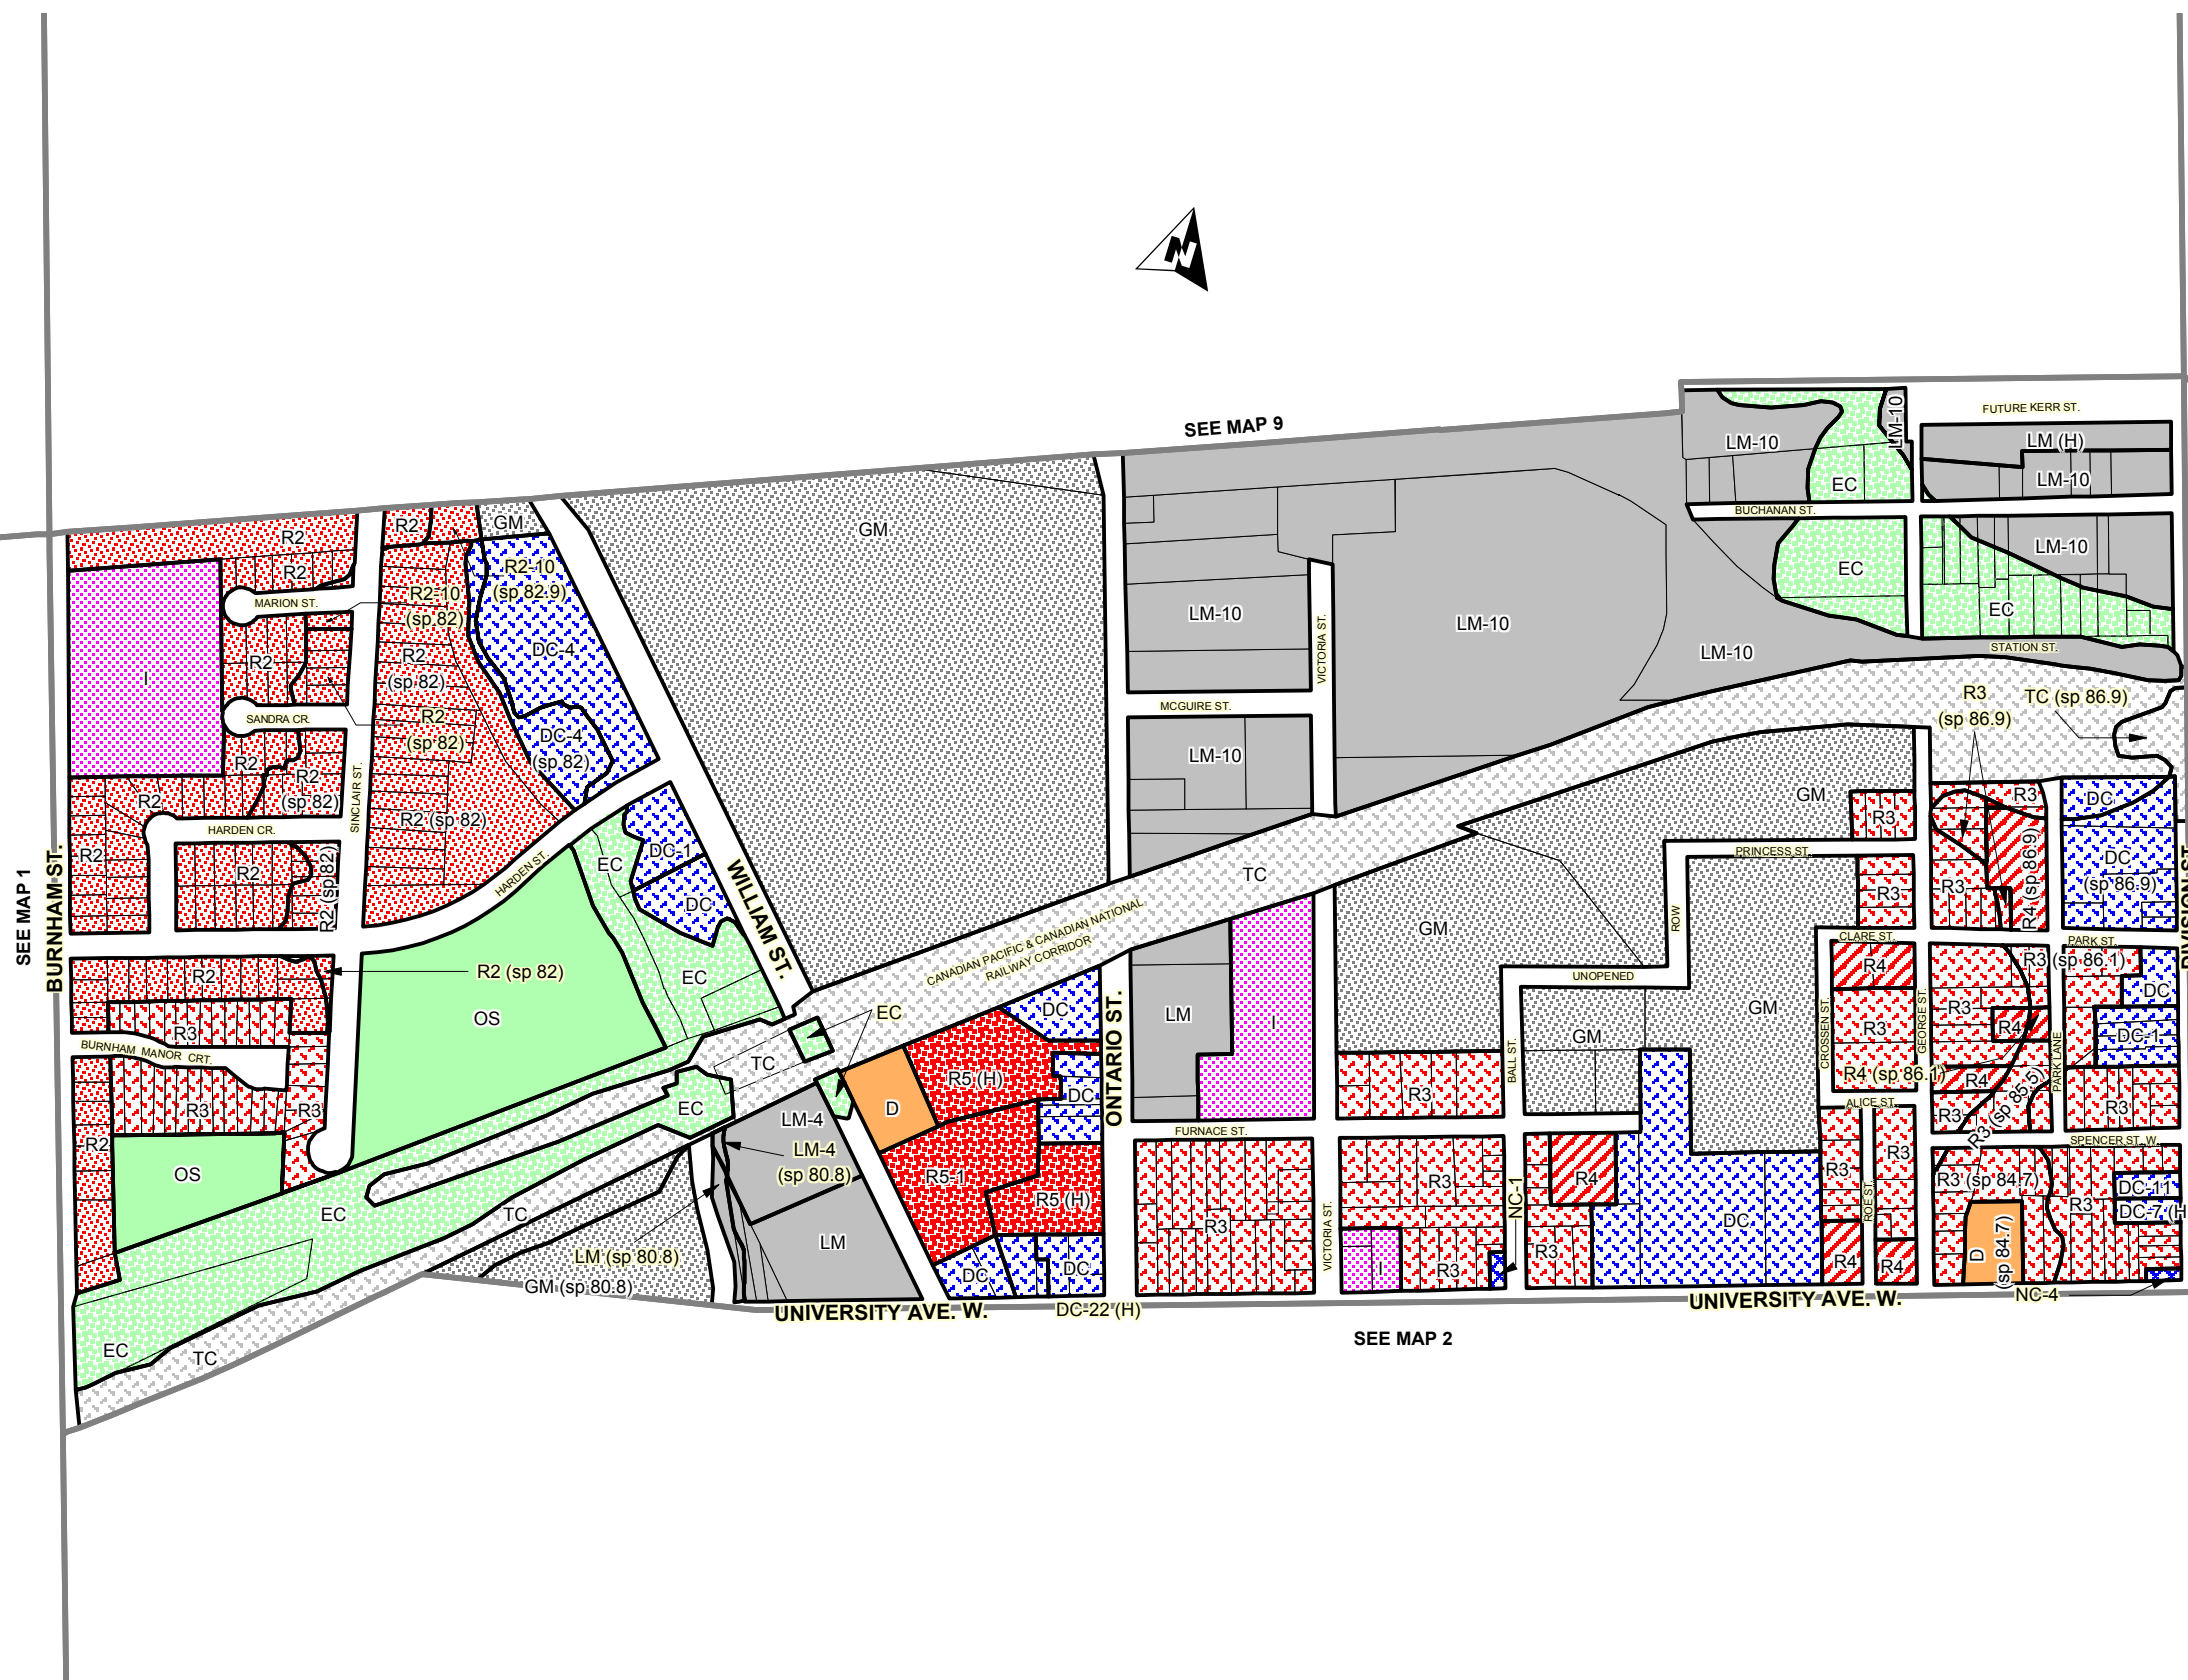 N
SEE MAP 9
FUTURE KERR ST.
LM-10
LM-10
LM (H)
LM-10
EC
BUCHANAN ST.
LM-10
EC
EC
STATION ST.
GM
R2
R2
GM
R2
R2
MARION ST.
R2-10
(sp 82)
R2-10
(sp 82.9)
I
R2
R2
(sp 82)
DC-4
SANDRA CR.
R2
(sp 82)
DC-4
(sp 82)
R2
R2
(sp 82)
R2
SINCLAIR ST.
R2 (sp 82)
HARDEN CR.
HARDEN ST.
R2
R2
R2 (sp 82)
EC
DC-1
DC
WILLIAM ST.
EC
LM-10
VICTORIA ST.
LM-10
LM-10
MCGUIRE ST.
LM-10
R3
(sp 86.9)
TC (sp 86.9)
GM
R3
R3
DC
PRINCESS ST.
R3
R3
R4 (sp 86.9)
DC
(sp 86.9)
SEE MAP 1
BURNHAM ST.
TC
CANADIAN PACIFIC & CANADIAN NATIONAL
RAILWAY CORRIDOR
GM
ROW
UNOPENED
CLARE ST.
PARK ST.
R4
R3 (sp 86.1)
DC
R2
R2 (sp 82)
OS
R3
BURNHAM MANOR CRT.
R3
R3
R2
OS
EC
TC
EC
EC
DC
ONTARIO ST.
LM
I
GM
GM
CROSSEN ST.
R3
GEORGE ST.
R3
R4
PARK LANE
DC-1
BALL ST.
R4 (sp 86.1)
R4
R3
R5 (H)
DC
D
LM-4
LM-4
(sp 80.8)
ALICE ST.
R3
R3 (sp 85.5)
R3
FURNACE ST.
SPENCER ST. W.
R5-1
R5 (H)
R3
R3
R4
R3
R3
R3 (sp 84.7)
R3
DC-11
DC-7 (H
NC-1
ROE ST.
TC
LM (sp 80.8)
GM (sp 80.8)
LM
DC
DC
VICTORIA ST.
I
R3
R3
DC
R4
R4
D
(sp 84.7)
NC-4
EC
TC
UNIVERSITY AVE. W.
DC-22 (H)
UNIVERSITY AVE. W.
SEE MAP 2